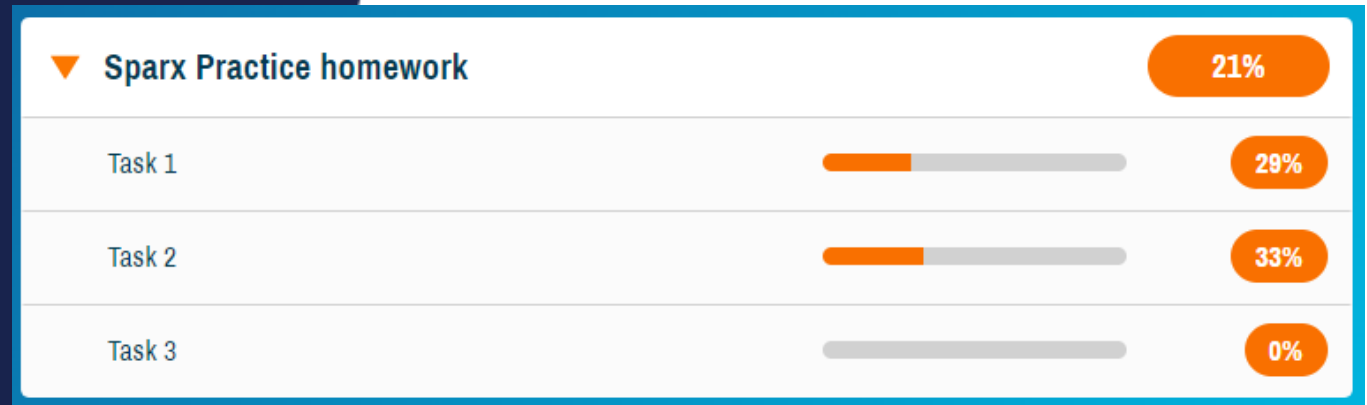 Sparx Practice homework 21%
Task 1 29%
Task 2 33%
Task 3 0%